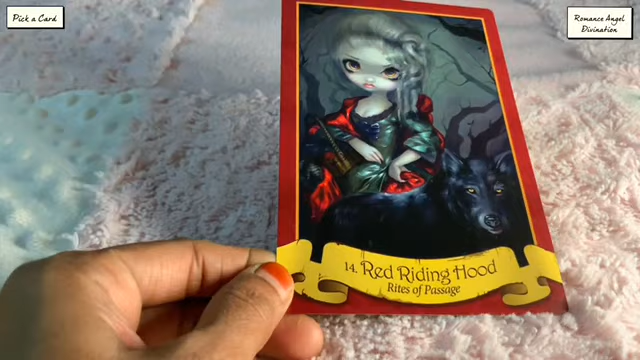 Pick a Card
Romance Angel
Divination
14. Red Riding Hood
Rites of Passage